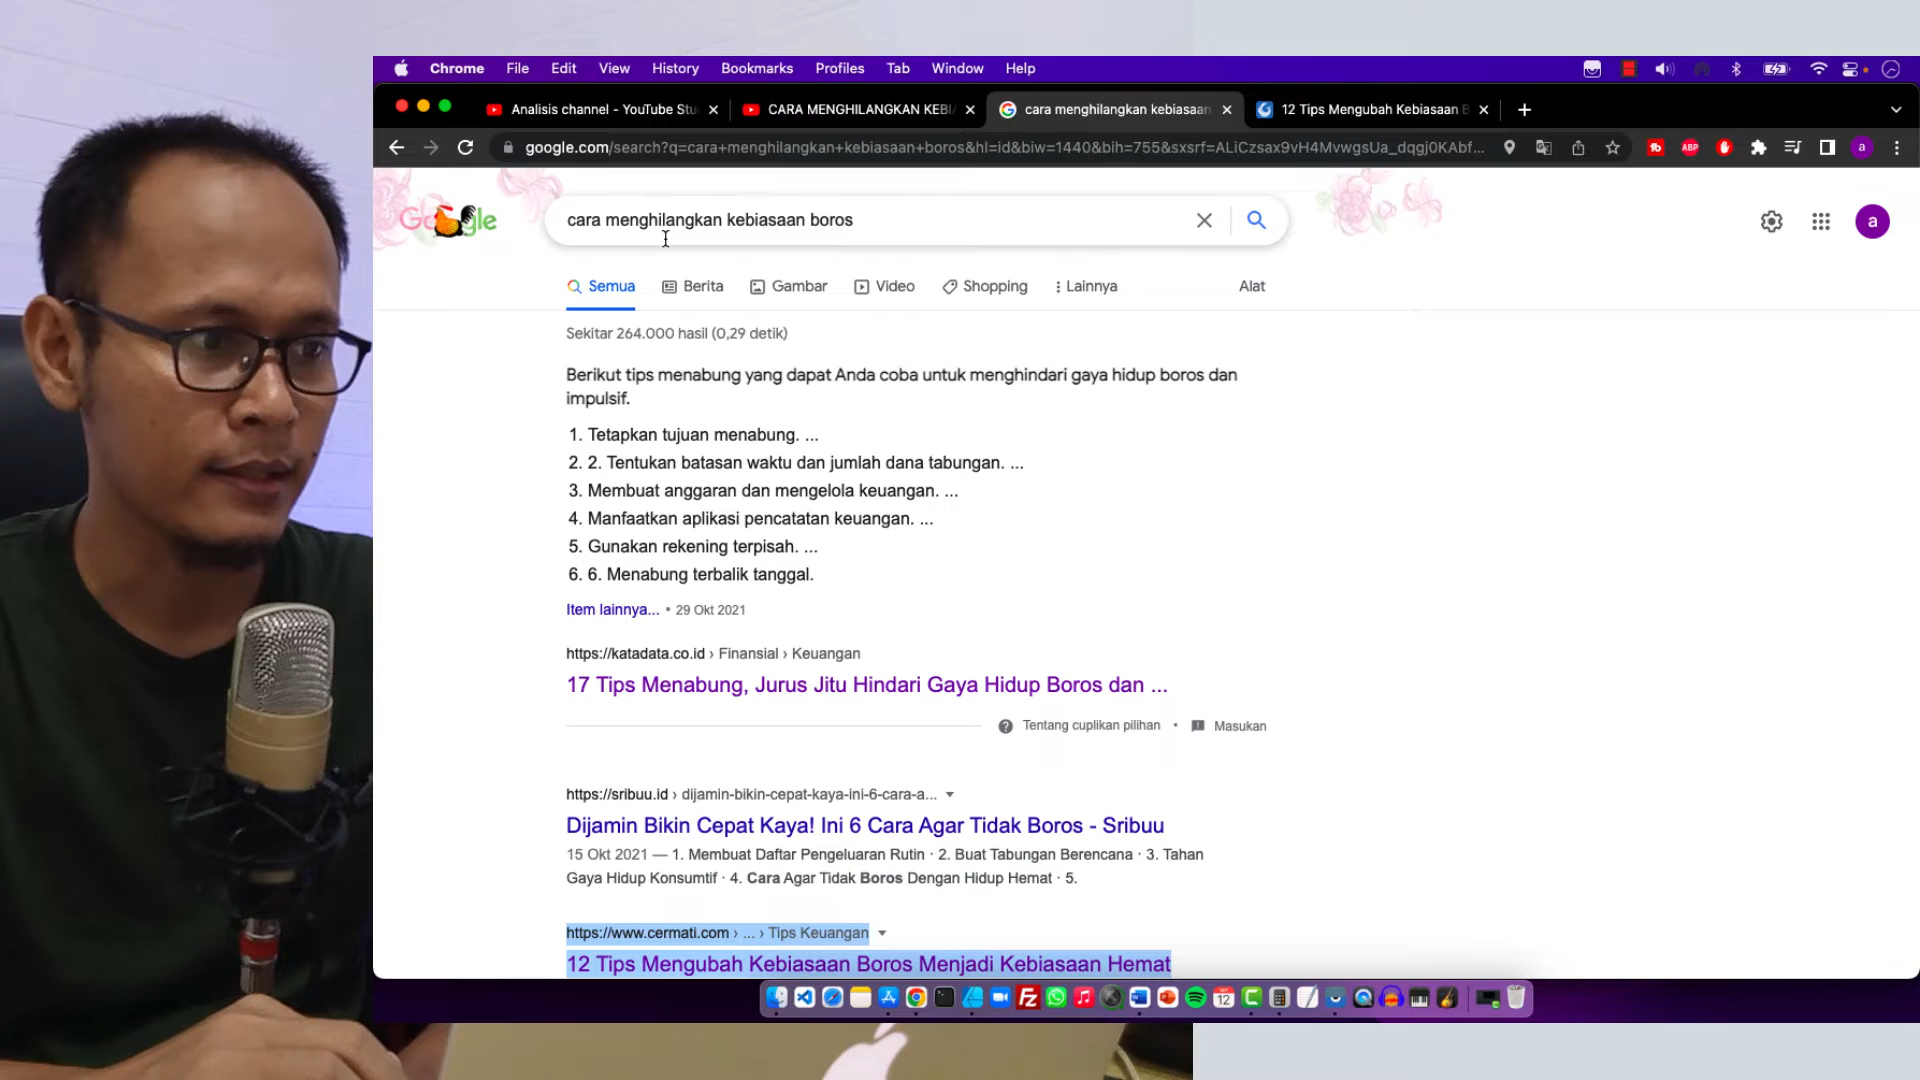 Chrome File Edit View History Bookmarks Profiles Tab Window Help
Analisis channel - YouTube Stu
CARA MENGHILANGKAN KEBI
cara menghilangkan kebiasaan
12 Tips Mengubah Kebiasaan B
google.com/search?q=cara+menghilangkan+kebiasaan+boros&hl=id&biw=1440&bih=755&sxsrf=ALiCzsax9vH4MvwgsUa_dqgj0KAbf...
ABP
a
Google
cara menghilangkan kebiasaan boros
a
Semua Berita Gambar Video Shopping Lainnya Alat
Sekitar 264.000 hasil (0,29 detik)
Berikut tips menabung yang dapat Anda coba untuk menghindari gaya hidup boros dan
impulsif.
1. Tetapkan tujuan menabung. ...
2. 2. Tentukan batasan waktu dan jumlah dana tabungan. ...
3. Membuat anggaran dan mengelola keuangan. ...
4. Manfaatkan aplikasi pencatatan keuangan. ...
5. Gunakan rekening terpisah. ...
6. 6. Menabung terbalik tanggal.
Item lainnya... • 29 Okt 2021
https://katadata.co.id › Finansial › Keuangan
17 Tips Menabung, Jurus Jitu Hindari Gaya Hidup Boros dan ...
Tentang cuplikan pilihan • Masukan
https://sribuu.id › dijamin-bikin-cepat-kaya-ini-6-cara-a...
Dijamin Bikin Cepat Kaya! Ini 6 Cara Agar Tidak Boros - Sribuu
15 Okt 2021 — 1. Membuat Daftar Pengeluaran Rutin · 2. Buat Tabungan Berencana · 3. Tahan
Gaya Hidup Konsumtif · 4. Cara Agar Tidak Boros Dengan Hidup Hemat · 5.
https://www.cermati.com › ... › Tips Keuangan
12 Tips Mengubah Kebiasaan Boros Menjadi Kebiasaan Hemat
12